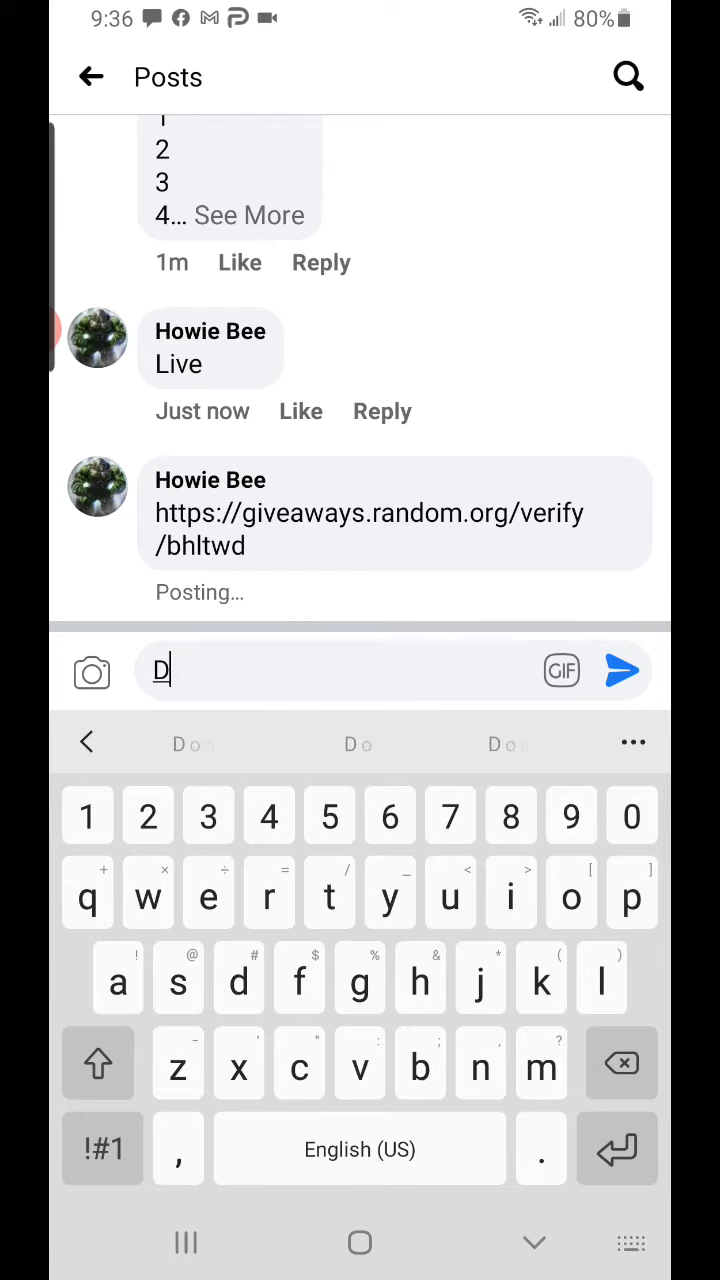 9:36 80%
Posts
1
2
3
4... See More
1m Like Reply
Howie Bee
Live
Just now Like Reply
Howie Bee
https://giveaways.random.org/verify
/bhltwd
Posting...
D GIF
Do Do Do
1 2 3 4 5 6 7 8 9 0
+ × ÷ = / _ < > [ ]
q w e r t y u i o p
! @ # $ % & * ( )
a s d f g h j k l
- ' " : ; , ?
z x c v b n m
!#1 , English (US) .